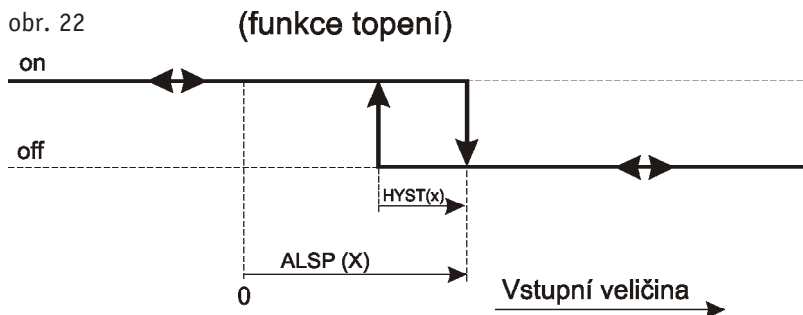 obr. 22
(funkce topení)
on
off
HYST(x)
ALSP (X)
0
Vstupní veličina